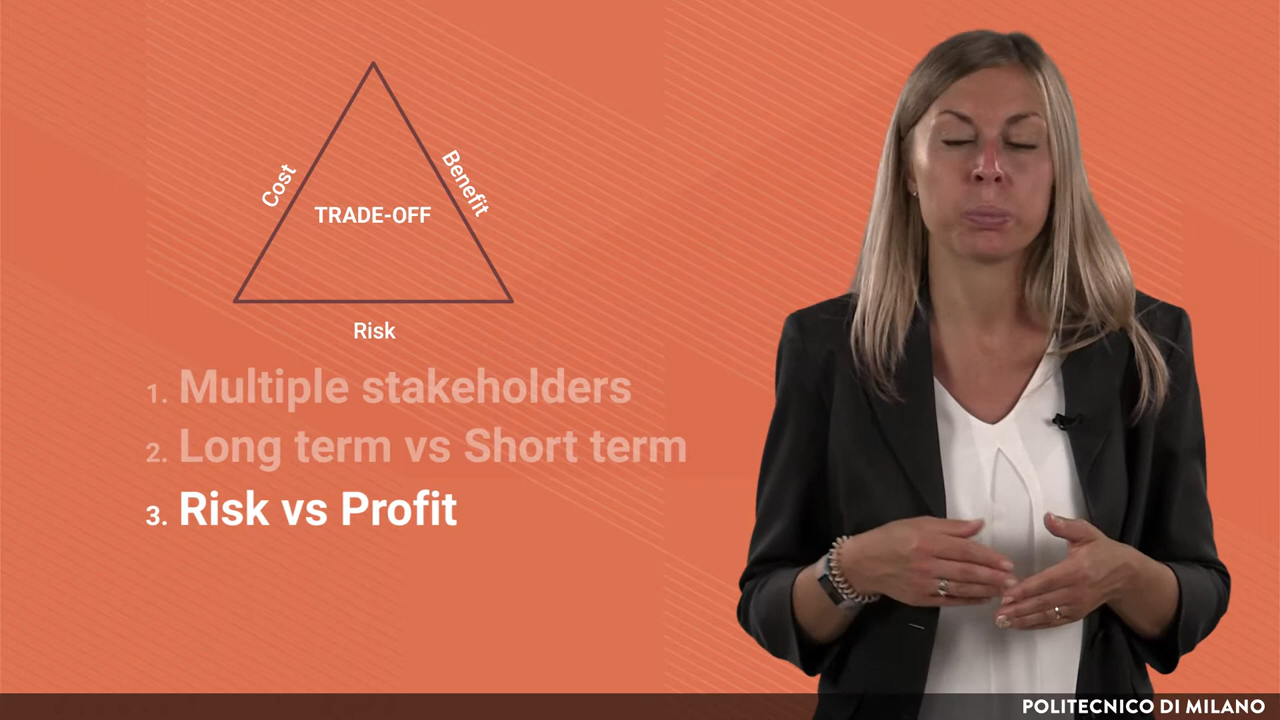 Cost
Benefit
TRADE-OFF
Risk
1. Multiple stakeholders
2. Long term vs Short term
3. Risk vs Profit
POLITECNICO DI MILANO